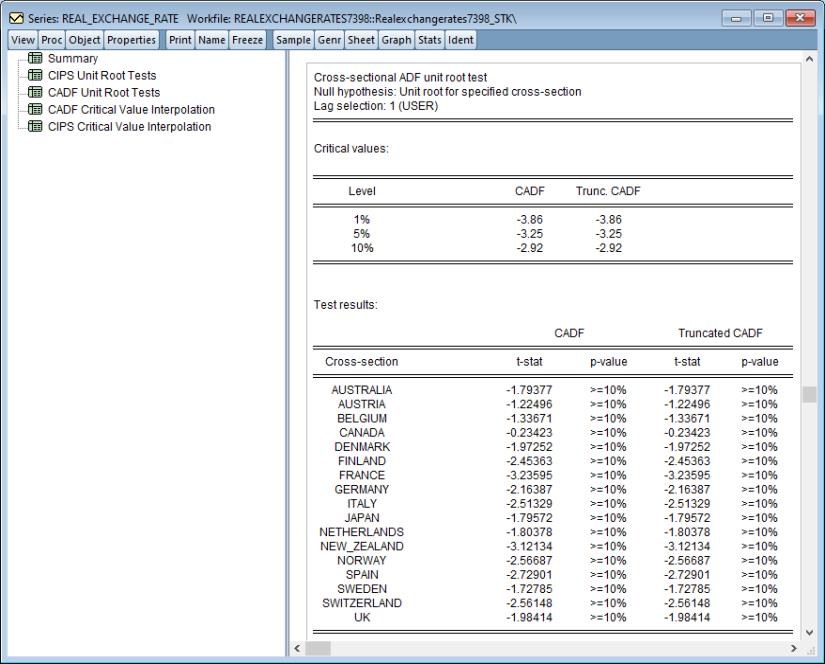 Series: REAL_EXCHANGE_RATE Workfile: REALEXCHANGERATES7398::Realexchangerates7398_STK\
View Proc Object Properties Print Name Freeze Sample Genr Sheet Graph Stats Ident
Summary
CIPS Unit Root Tests
CADF Unit Root Tests
CADF Critical Value Interpolation
CIPS Critical Value Interpolation
Cross-sectional ADF unit root test
Null hypothesis: Unit root for specified cross-section
Lag selection: 1 (USER)
Critical values:
Level CADF Trunc. CADF
1% -3.86 -3.86
5% -3.25 -3.25
10% -2.92 -2.92
Test results:
CADF Truncated CADF
Cross-section t-stat p-value t-stat p-value
AUSTRALIA -1.79377 >=10% -1.79377 >=10%
AUSTRIA -1.22496 >=10% -1.22496 >=10%
BELGIUM -1.33671 >=10% -1.33671 >=10%
CANADA -0.23423 >=10% -0.23423 >=10%
DENMARK -1.97252 >=10% -1.97252 >=10%
FINLAND -2.45363 >=10% -2.45363 >=10%
FRANCE -3.23595 >=10% -3.23595 >=10%
GERMANY -2.16387 >=10% -2.16387 >=10%
ITALY -2.51329 >=10% -2.51329 >=10%
JAPAN -1.79572 >=10% -1.79572 >=10%
NETHERLANDS -1.80378 >=10% -1.80378 >=10%
NEW_ZEALAND -3.12134 >=10% -3.12134 >=10%
NORWAY -2.56687 >=10% -2.56687 >=10%
SPAIN -2.72901 >=10% -2.72901 >=10%
SWEDEN -1.72785 >=10% -1.72785 >=10%
SWITZERLAND -2.56148 >=10% -2.56148 >=10%
UK -1.98414 >=10% -1.98414 >=10%